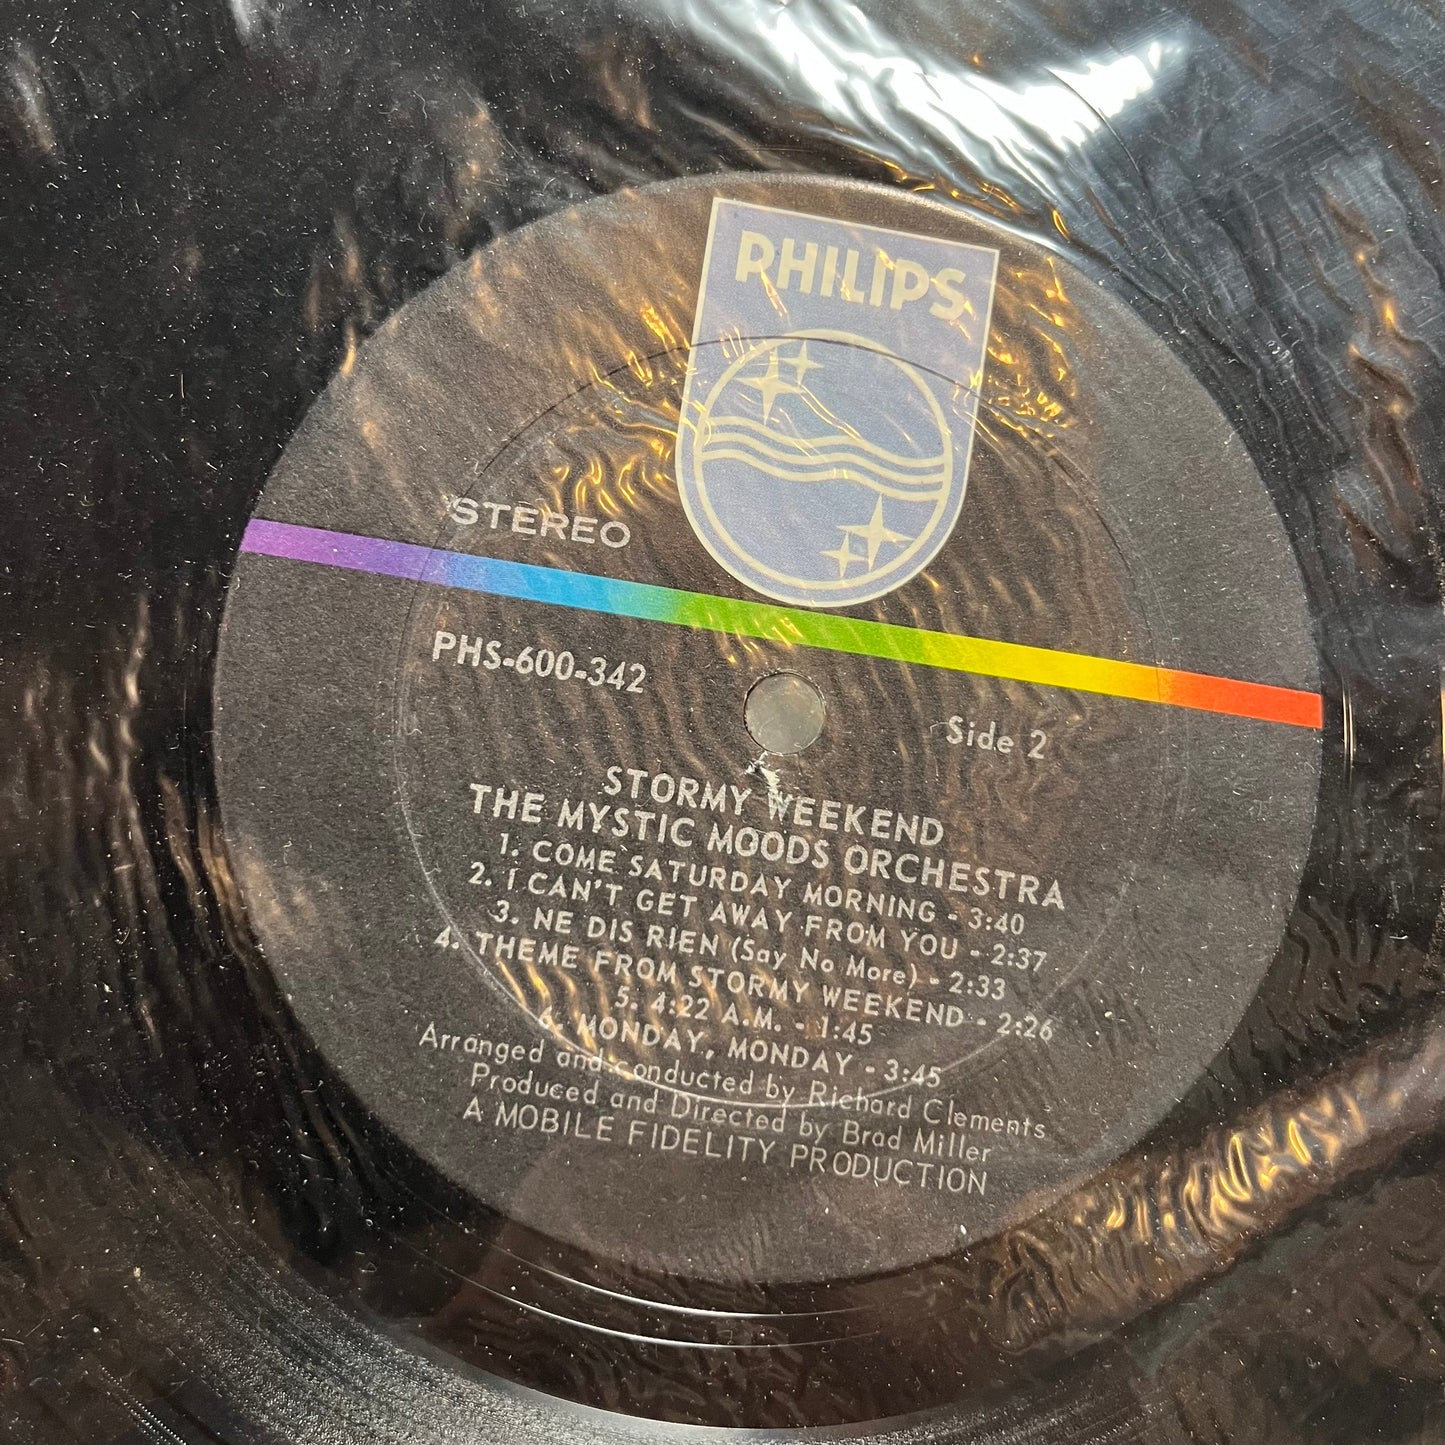 PHILIPS
STEREO
PHS-600-342
Side 2
STORMY WEEKEND
THE MYSTIC MOODS ORCHESTRA
1. COME SATURDAY MORNING - 3:40
2. I CAN'T GET AWAY FROM YOU - 2:37
3. NE DIS RIEN (Say No More) - 2:33
4. THEME FROM STORMY WEEKEND - 2:26
5. 4:22 A.M. - 1:45
6. MONDAY, MONDAY - 3:45
Arranged and conducted by Richard Clements
Produced and Directed by Brad Miller
A MOBILE FIDELITY PRODUCTION